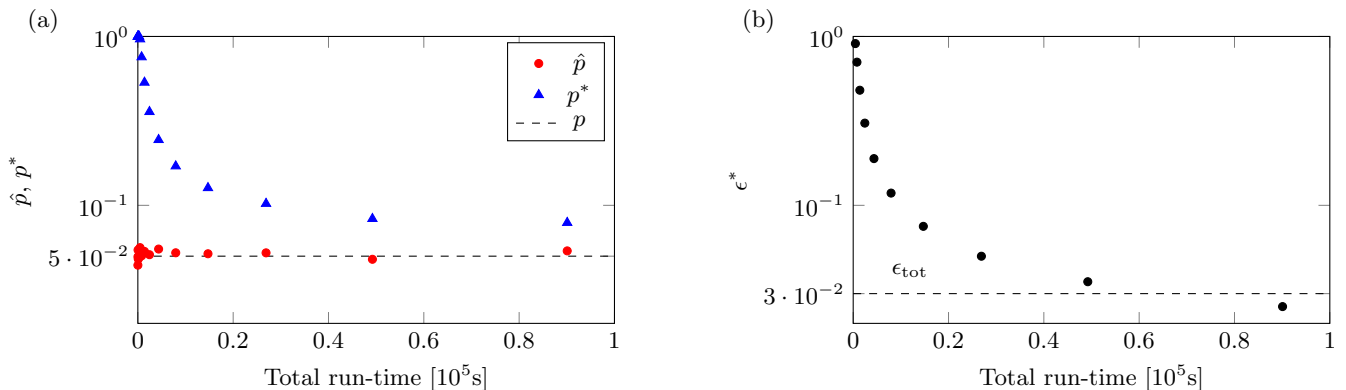 (a)
10^0
10^-1
5 · 10^-2
p̂, p*
p̂
p*
p
0 0.2 0.4 0.6 0.8 1
Total run-time [10^5s]
(b)
10^0
10^-1
3 · 10^-2
ϵ*
ϵ_tot
0 0.2 0.4 0.6 0.8 1
Total run-time [10^5s]